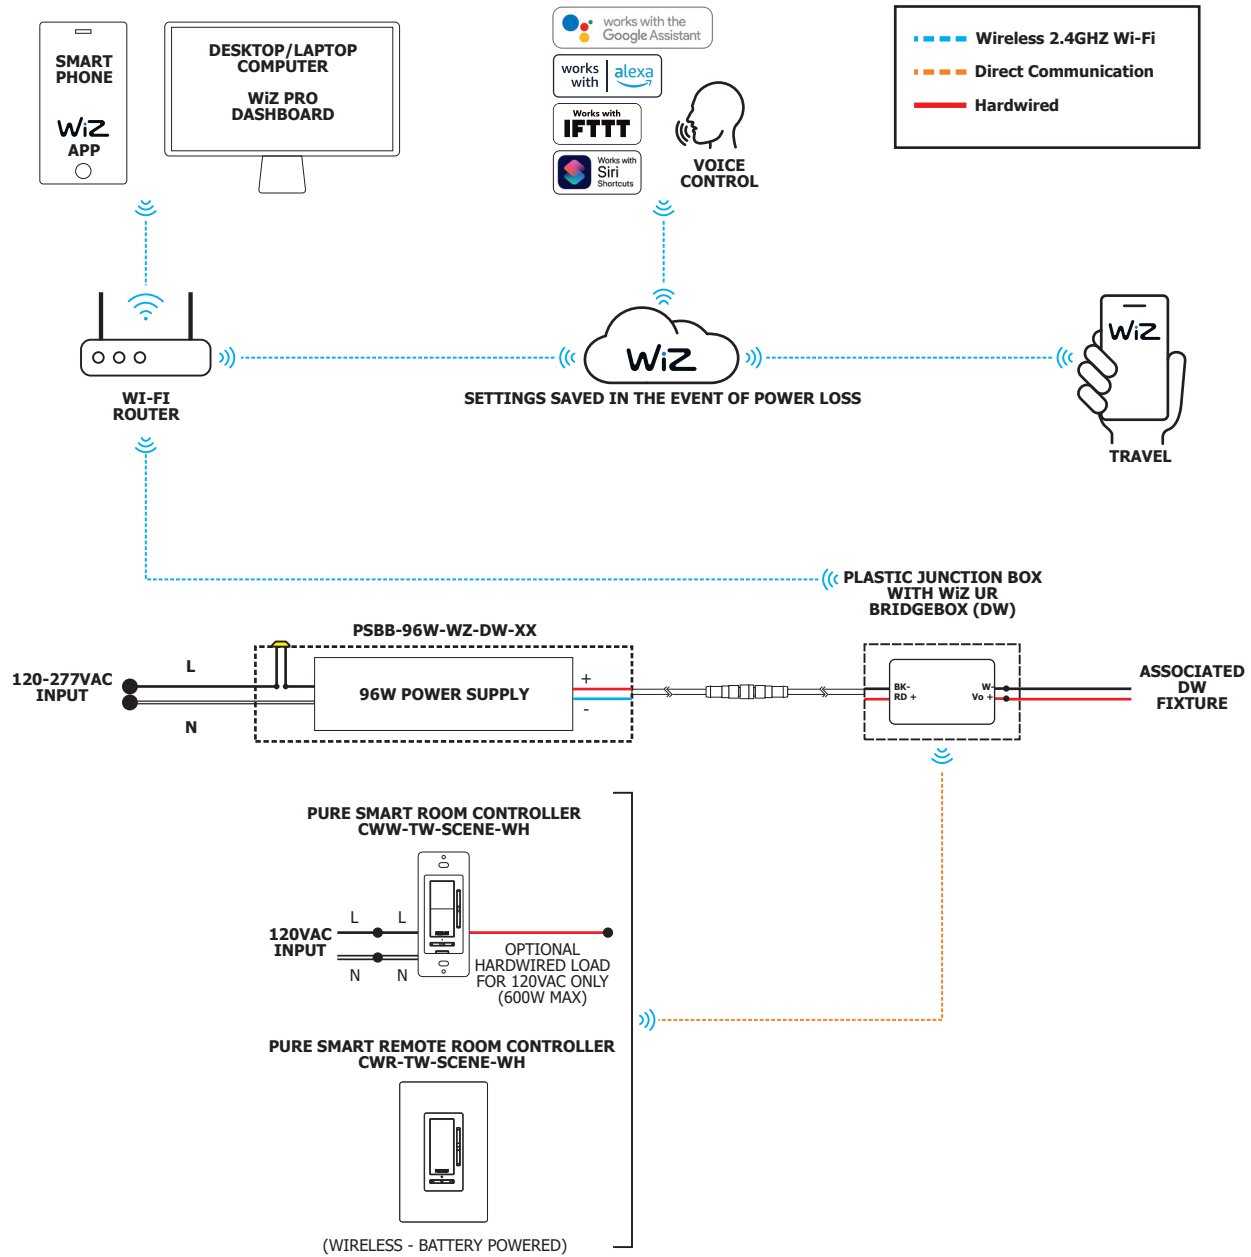 SMART
PHONE
WiZ
APP
DESKTOP/LAPTOP
COMPUTER
WiZ PRO
DASHBOARD
works with the
Google Assistant
works
with
alexa
Works with
IFTTT
Works with
Siri
Shortcuts
VOICE
CONTROL
Wireless 2.4GHZ Wi-Fi
Direct Communication
Hardwired
WI-FI
ROUTER
WiZ
SETTINGS SAVED IN THE EVENT OF POWER LOSS
WiZ
TRAVEL
PLASTIC JUNCTION BOX
WITH WiZ UR
BRIDGEBOX (DW)
PSBB-96W-WZ-DW-XX
120-277VAC
INPUT
L
N
96W POWER SUPPLY
+
-
BK-
RD +
W-
Vo +
ASSOCIATED
DW
FIXTURE
PURE SMART ROOM CONTROLLER
CWW-TW-SCENE-WH
120VAC
INPUT
L
L
N
N
OPTIONAL
HARDWIRED LOAD
FOR 120VAC ONLY
(600W MAX)
PURE SMART REMOTE ROOM CONTROLLER
CWR-TW-SCENE-WH
(WIRELESS - BATTERY POWERED)